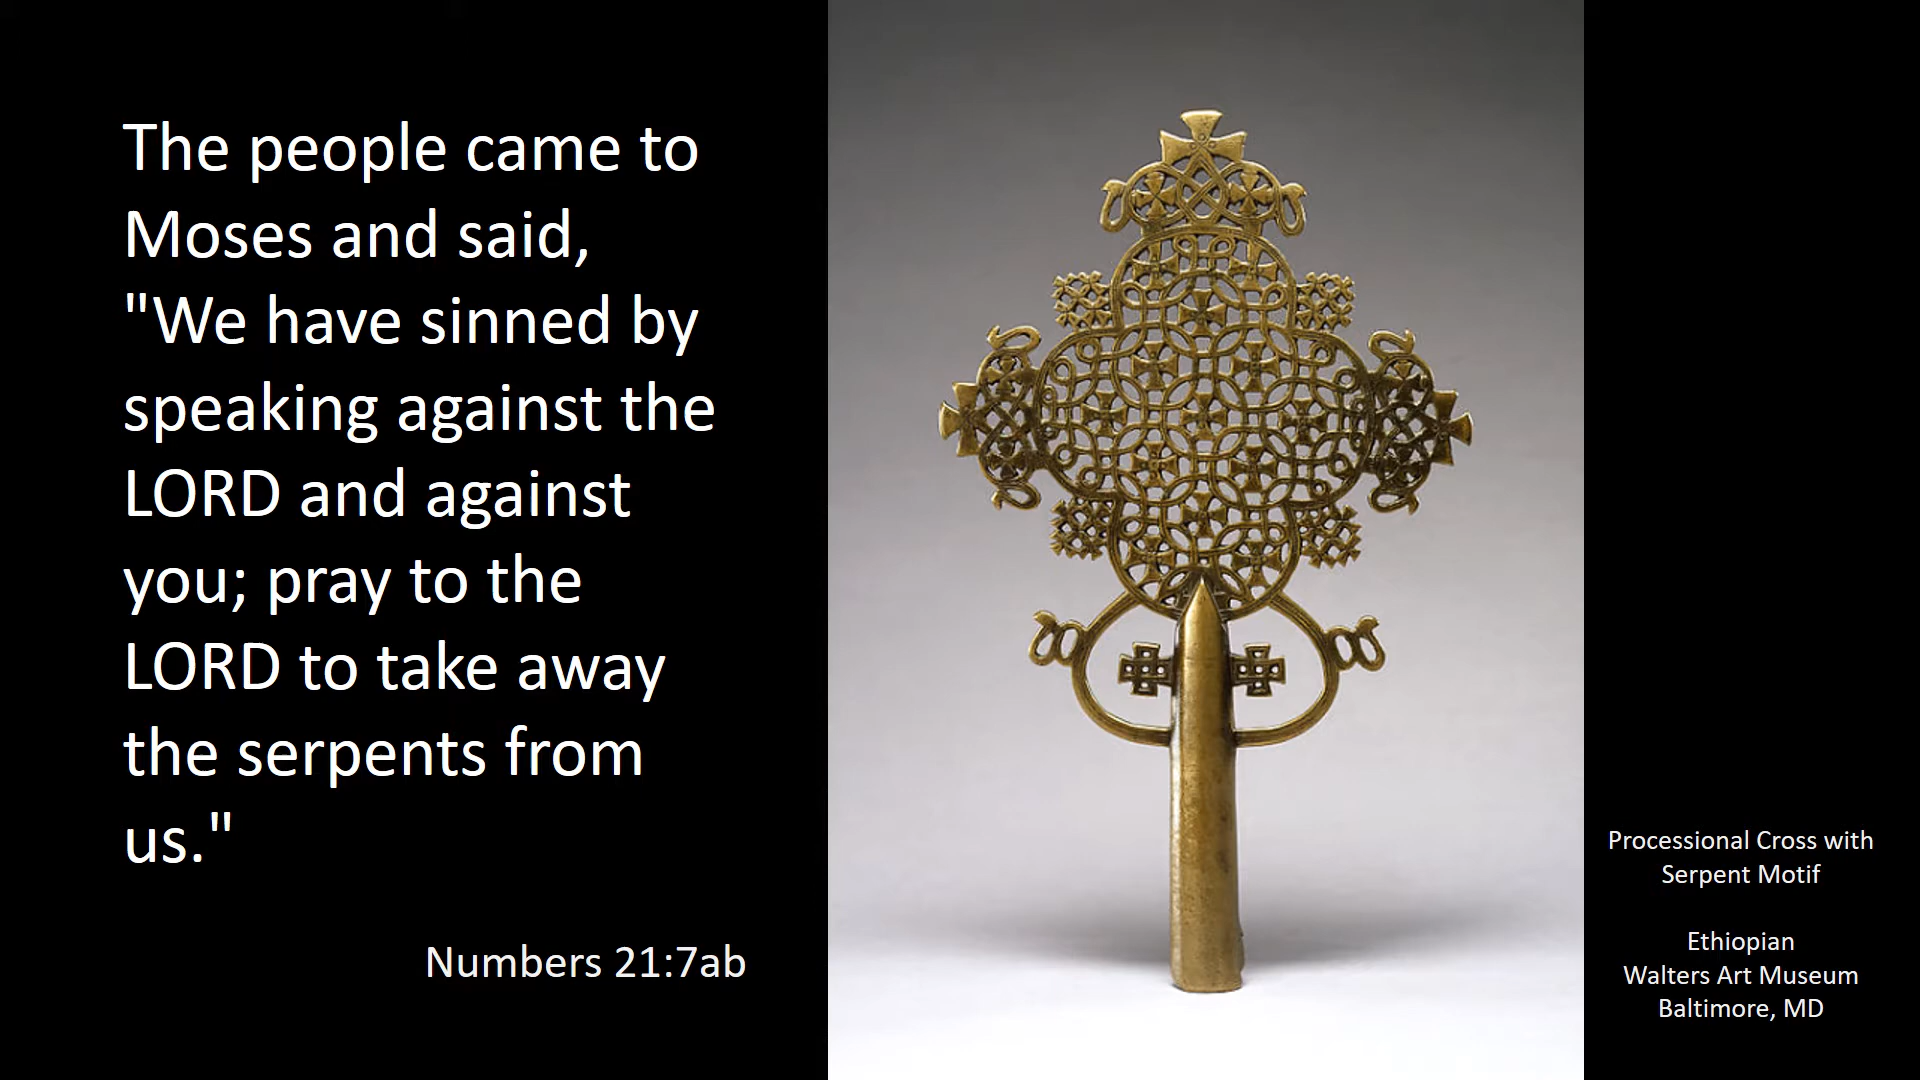 The people came to
Moses and said,
"We have sinned by
speaking against the
LORD and against
you; pray to the
LORD to take away
the serpents from
us."
Numbers 21:7ab
Processional Cross with
Serpent Motif
Ethiopian
Walters Art Museum
Baltimore, MD